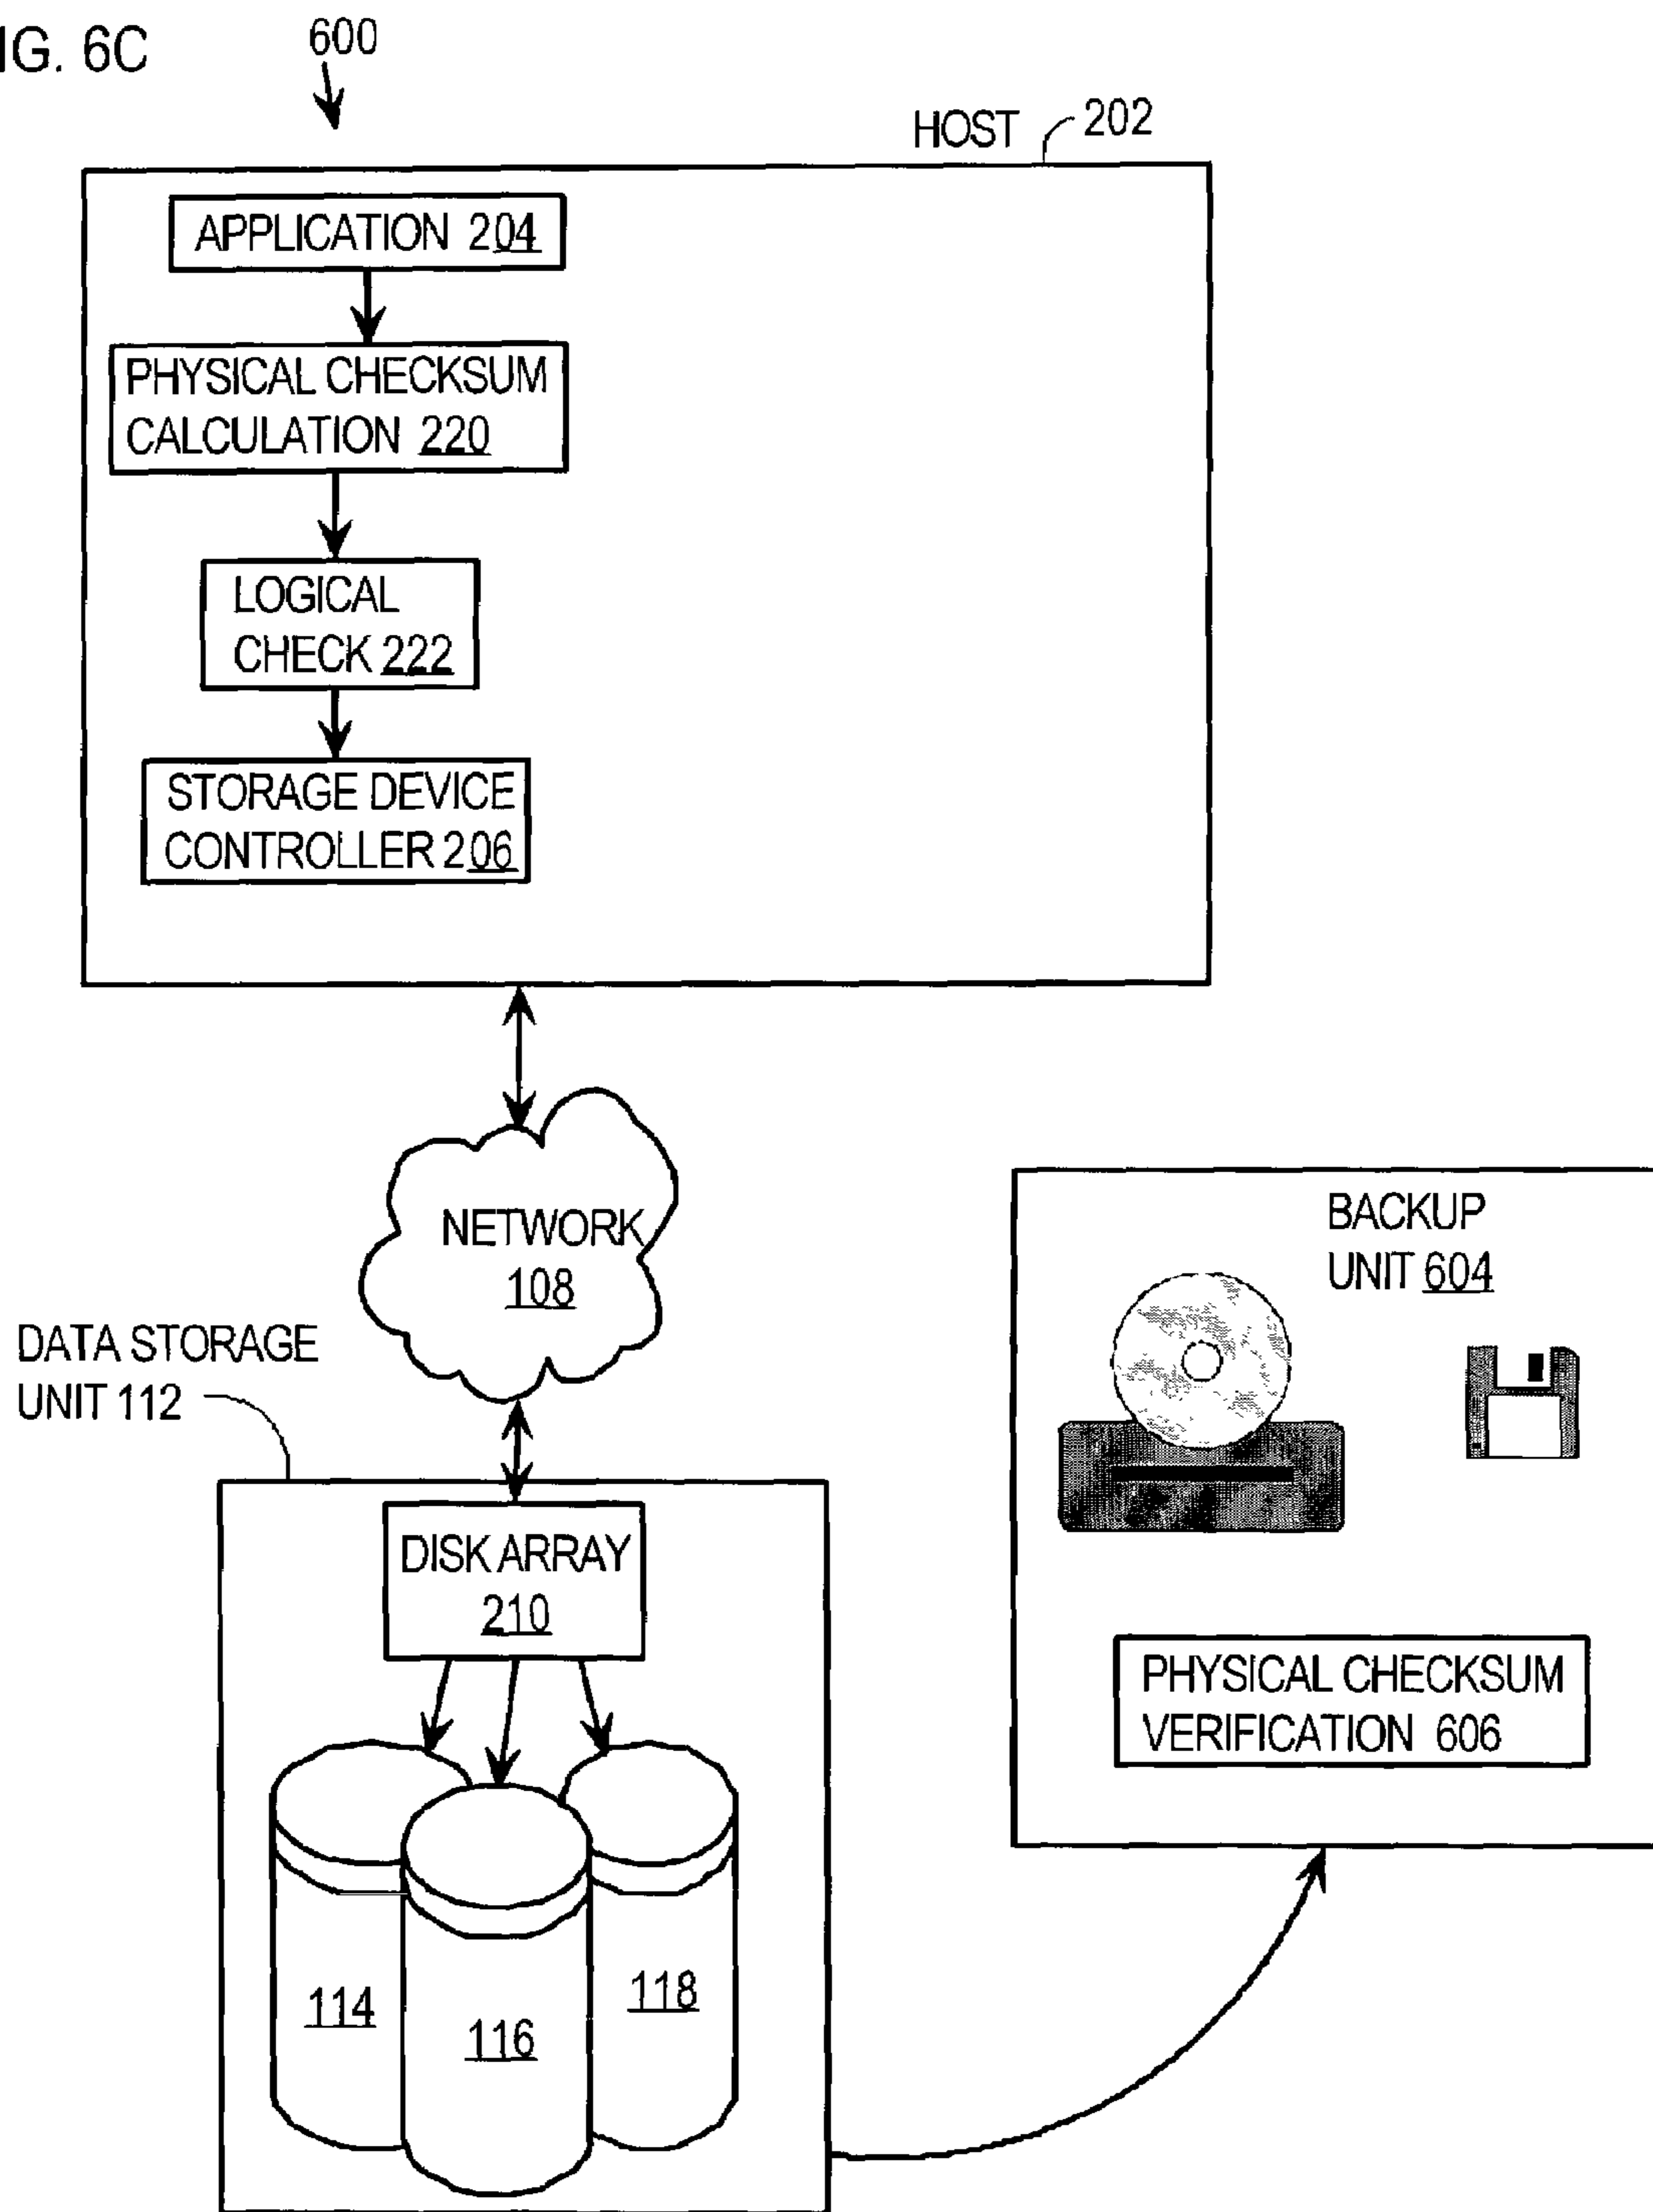 IG. 6C
600
HOST 202
APPLICATION 204
PHYSICAL CHECKSUM
CALCULATION 220
LOGICAL
CHECK 222
STORAGE DEVICE
CONTROLLER 206
NETWORK
108
BACKUP
UNIT 604
DATA STORAGE
UNIT 112
DISK ARRAY
210
PHYSICAL CHECKSUM
VERIFICATION 606
114
116
118